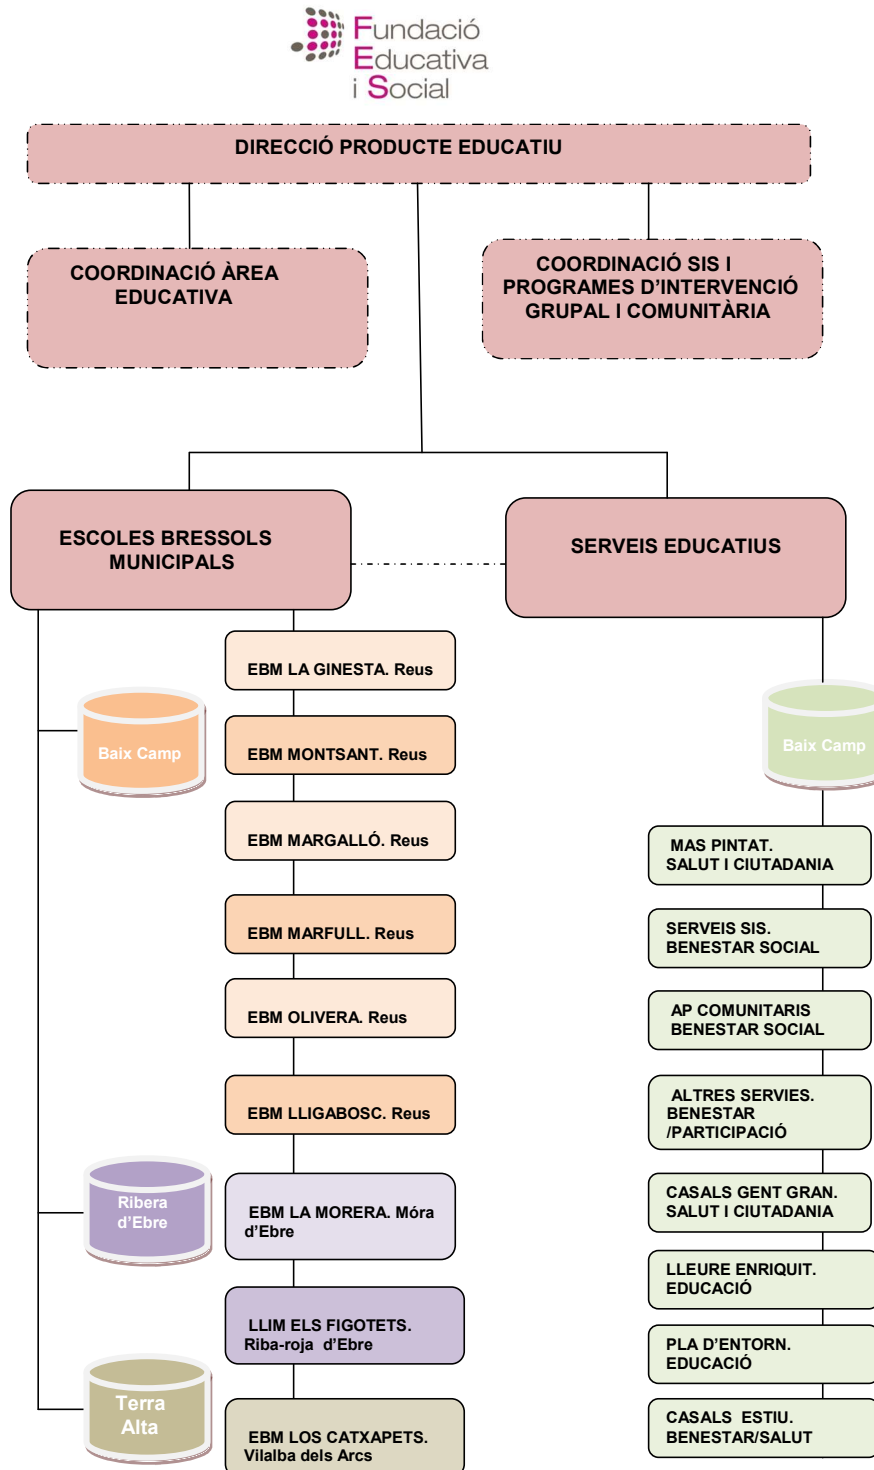 Fundació
Educativa
i Social
DIRECCIÓ PRODUCTE EDUCATIU
COORDINACIÓ ÀREA
EDUCATIVA
COORDINACIÓ SIS I
PROGRAMES D'INTERVENCIÓ
GRUPAL I COMUNITÀRIA
ESCOLES BRESSOLS
MUNICIPALS
SERVEIS EDUCATIUS
EBM LA GINESTA. Reus
Baix Camp
EBM MONTSANT. Reus
EBM MARGALLÓ. Reus
EBM MARFULL. Reus
EBM OLIVERA. Reus
EBM LLIGABOSC. Reus
Ribera
d'Ebre
EBM LA MORERA. Móra
d'Ebre
LLIM ELS FIGOTETS.
Riba-roja d'Ebre
Terra
Alta
EBM LOS CATXAPETS.
Vilalba dels Arcs
Baix Camp
MAS PINTAT.
SALUT I CIUTADANIA
SERVEIS SIS.
BENESTAR SOCIAL
AP COMUNITARIS
BENESTAR SOCIAL
ALTRES SERVIES.
BENESTAR
/PARTICIPACIÓ
CASALS GENT GRAN.
SALUT I CIUTADANIA
LLEURE ENRIQUIT.
EDUCACIÓ
PLA D'ENTORN.
EDUCACIÓ
CASALS ESTIU.
BENESTAR/SALUT